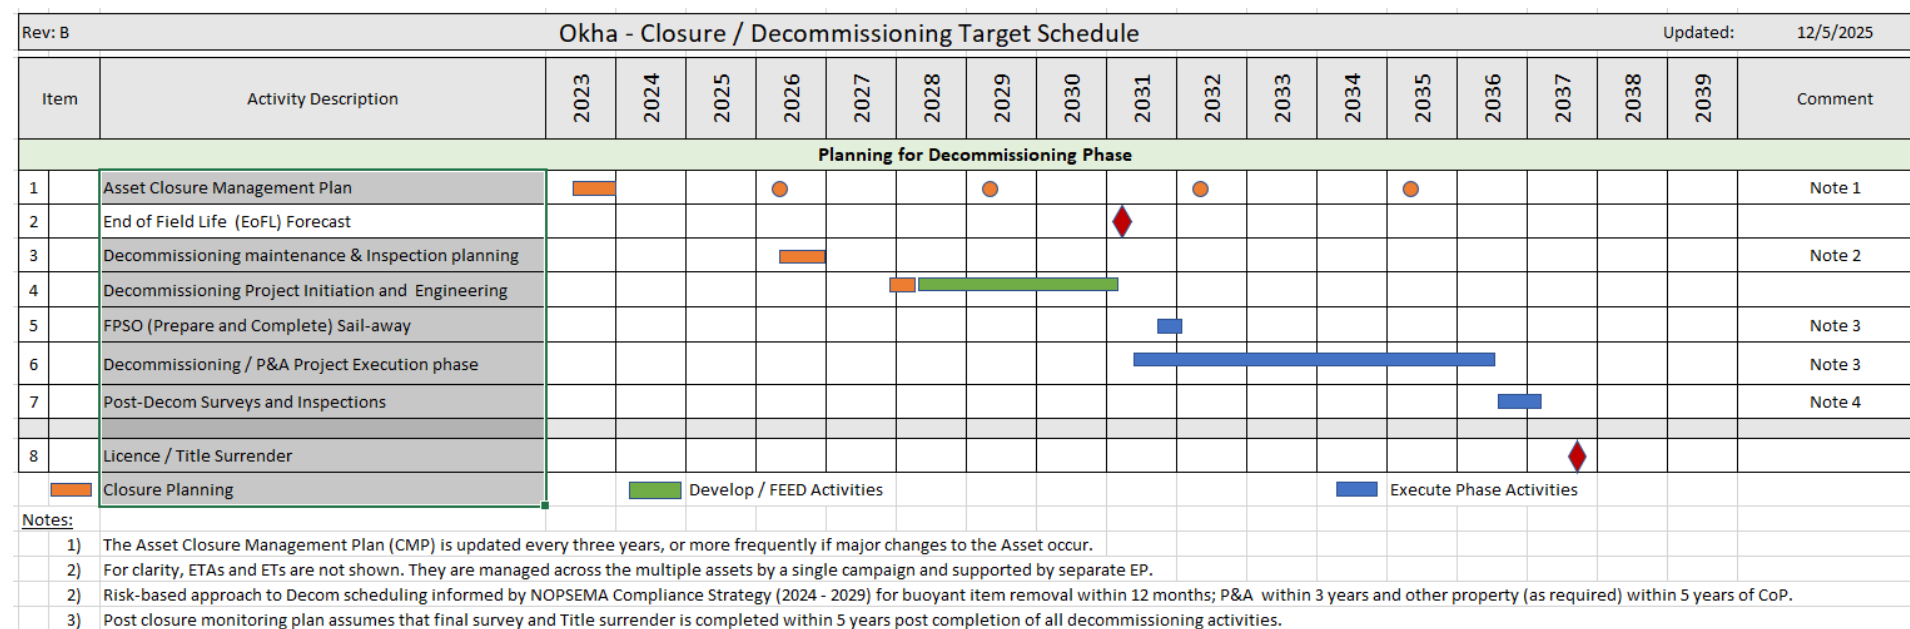 Rev: B Okha - Closure / Decommissioning Target Schedule Updated: 12/5/2025
Item Activity Description 2023 2024 2025 2026 2027 2028 2029 2030 2031 2032 2033 2034 2035 2036 2037 2038 2039 Comment
Planning for Decommissioning Phase
1 Asset Closure Management Plan Note 1
2 End of Field Life (EoFL) Forecast
3 Decommissioning maintenance & Inspection planning Note 2
4 Decommissioning Project Initiation and Engineering
5 FPSO (Prepare and Complete) Sail-away Note 3
6 Decommissioning / P&A Project Execution phase Note 3
7 Post-Decom Surveys and Inspections Note 4
8 Licence / Title Surrender
Closure Planning Develop / FEED Activities Execute Phase Activities
Notes:
1) The Asset Closure Management Plan (CMP) is updated every three years, or more frequently if major changes to the Asset occur.
2) For clarity, ETAs and ETs are not shown. They are managed across the multiple assets by a single campaign and supported by separate EP.
2) Risk-based approach to Decom scheduling informed by NOPSEMA Compliance Strategy (2024 - 2029) for buoyant item removal within 12 months; P&A within 3 years and other property (as required) within 5 years of CoP.
3) Post closure monitoring plan assumes that final survey and Title surrender is completed within 5 years post completion of all decommissioning activities.